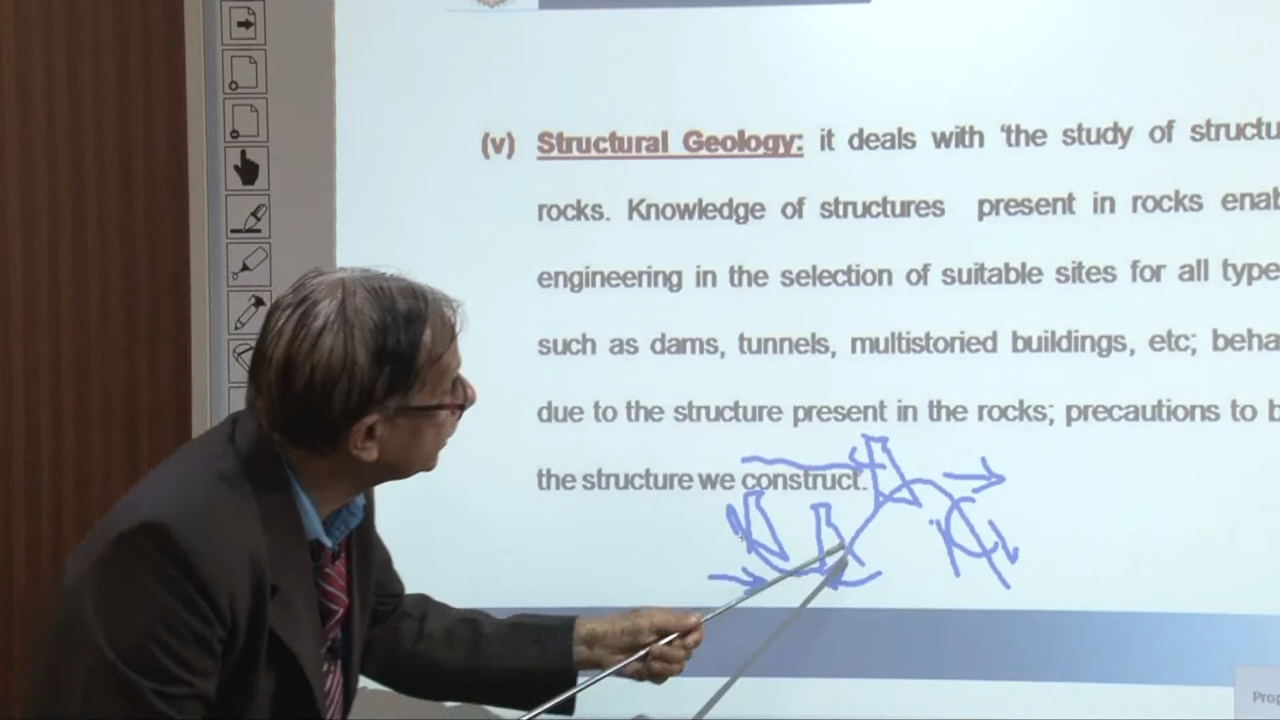 (v) Structural Geology: it deals with ‘the study of structu
rocks. Knowledge of structures present in rocks enab
engineering in the selection of suitable sites for all type
such as dams, tunnels, multistoried buildings, etc; beha
due to the structure present in the rocks; precautions to b
the structure we construct.
Prop